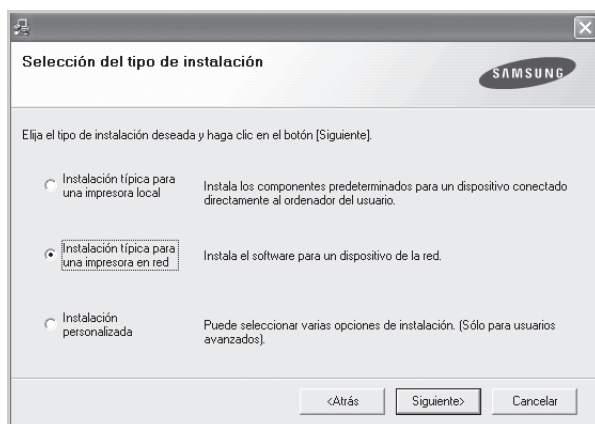 Selección del tipo de instalación
SAMSUNG
Elija el tipo de instalación deseada y haga clic en el botón [Siguiente].
Instalación típica para
una impresora local
Instala los componentes predeterminados para un dispositivo conectado
directamente al ordenador del usuario.
Instalación típica para
una impresora en red
Instala el software para un dispositivo de la red.
Instalación
personalizada
Puede seleccionar varias opciones de instalación. (Sólo para usuarios
avanzados).
<Atrás
Siguiente>
Cancelar